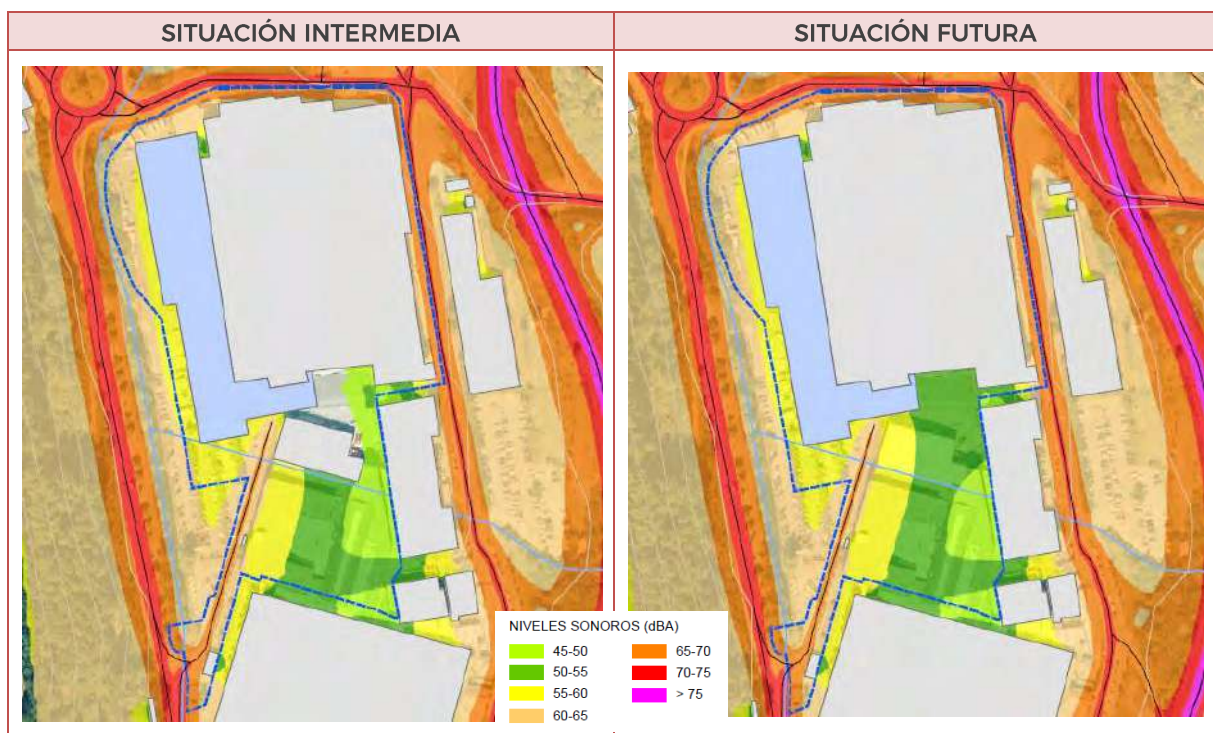 SITUACIÓN INTERMEDIA
SITUACIÓN FUTURA
NIVELES SONOROS (dBA)
45-50
50-55
55-60
60-65
65-70
70-75
> 75